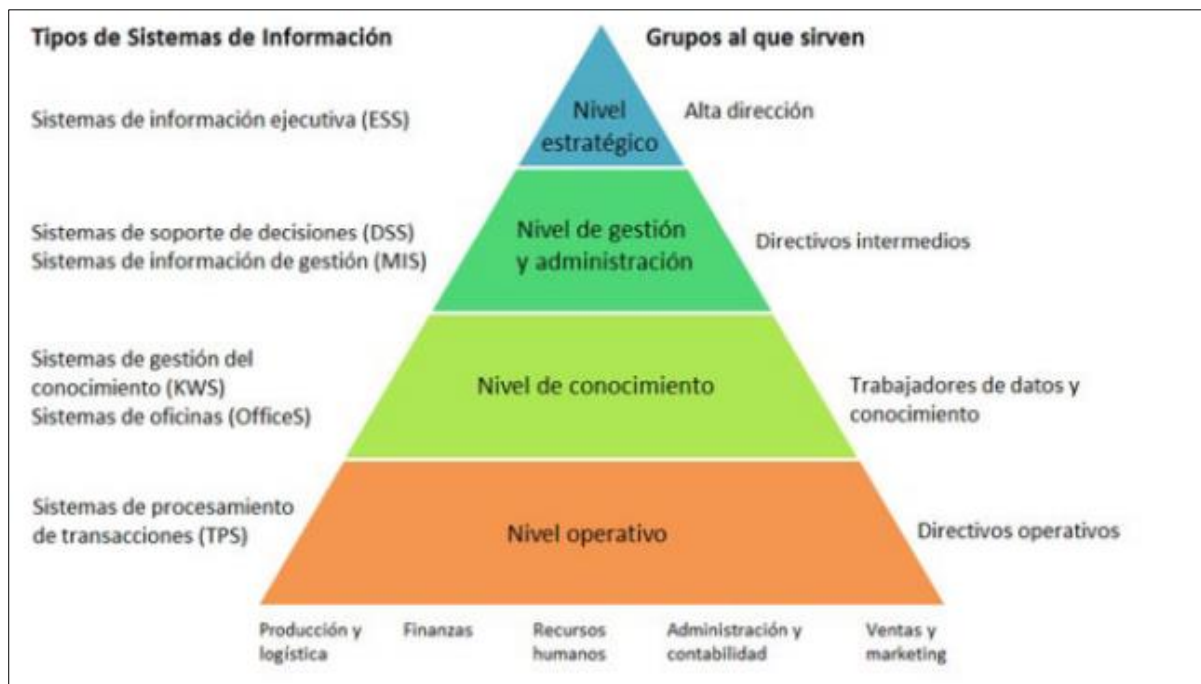 Tipos de Sistemas de Información
Grupos al que sirven
Sistemas de información ejecutiva (ESS)
Nivel
estratégico
Alta dirección
Sistemas de soporte de decisiones (DSS)
Sistemas de información de gestión (MIS)
Nivel de gestión
y administración
Directivos intermedios
Sistemas de gestión del
conocimiento (KWS)
Sistemas de oficinas (OfficeS)
Nivel de conocimiento
Trabajadores de datos y
conocimiento
Sistemas de procesamiento
de transacciones (TPS)
Nivel operativo
Directivos operativos
Producción y
logística
Finanzas
Recursos
humanos
Administración y
contabilidad
Ventas y
marketing